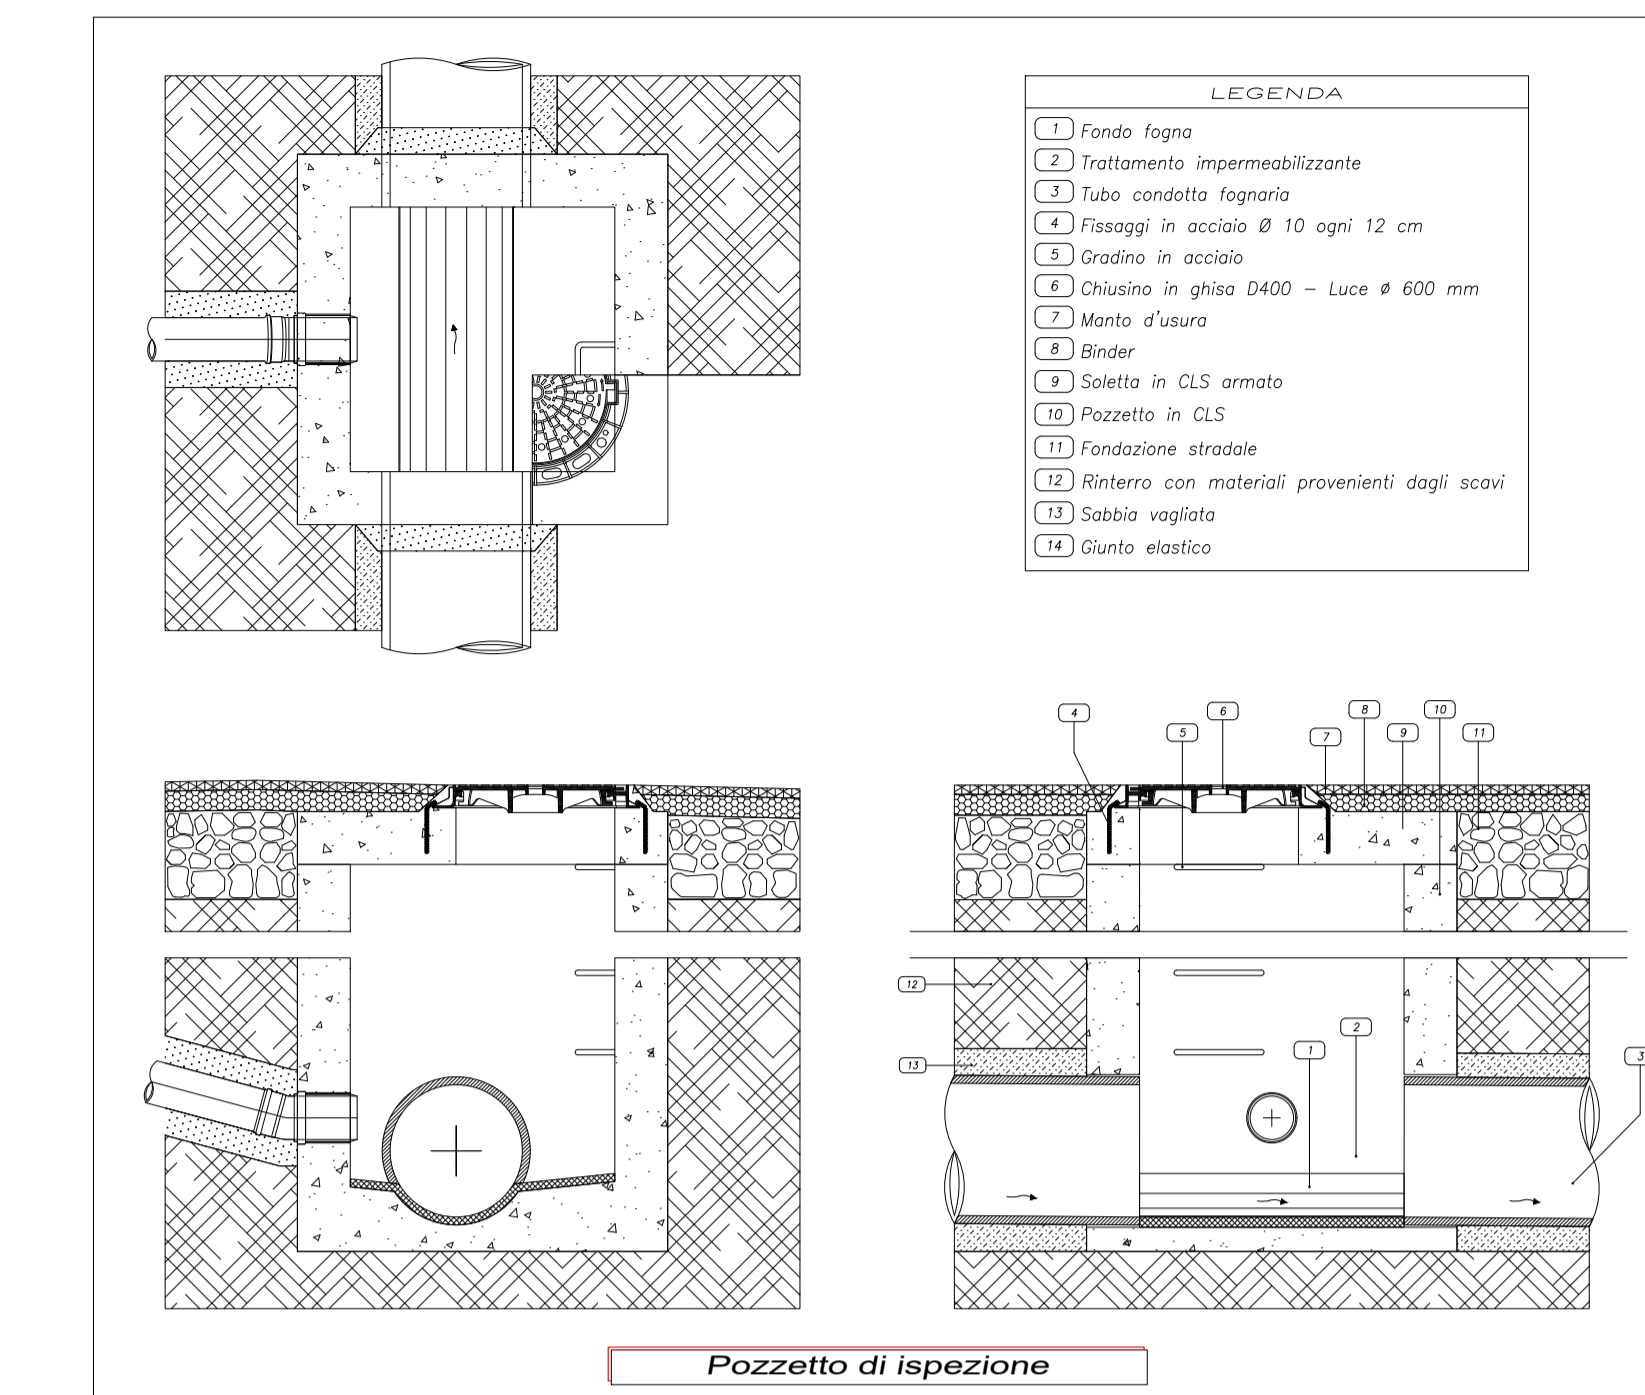 LEGENDA
1 Fondo fogna
2 Trattamento impermeabilizzante
3 Tubo condotta fognaria
4 Fissaggi in acciaio Ø 10 ogni 12 cm
5 Gradino in acciaio
6 Chiusino in ghisa D400 – Luce ø 600 mm
7 Manto d'usura
8 Binder
9 Soletta in CLS armato
10 Pozzetto in CLS
11 Fondazione stradale
12 Rinterro con materiali provenienti dagli scavi
13 Sabbia vagliata
14 Giunto elastico
4
5
6
7
8
9
10
11
12
13
1
2
3
Pozzetto di ispezione